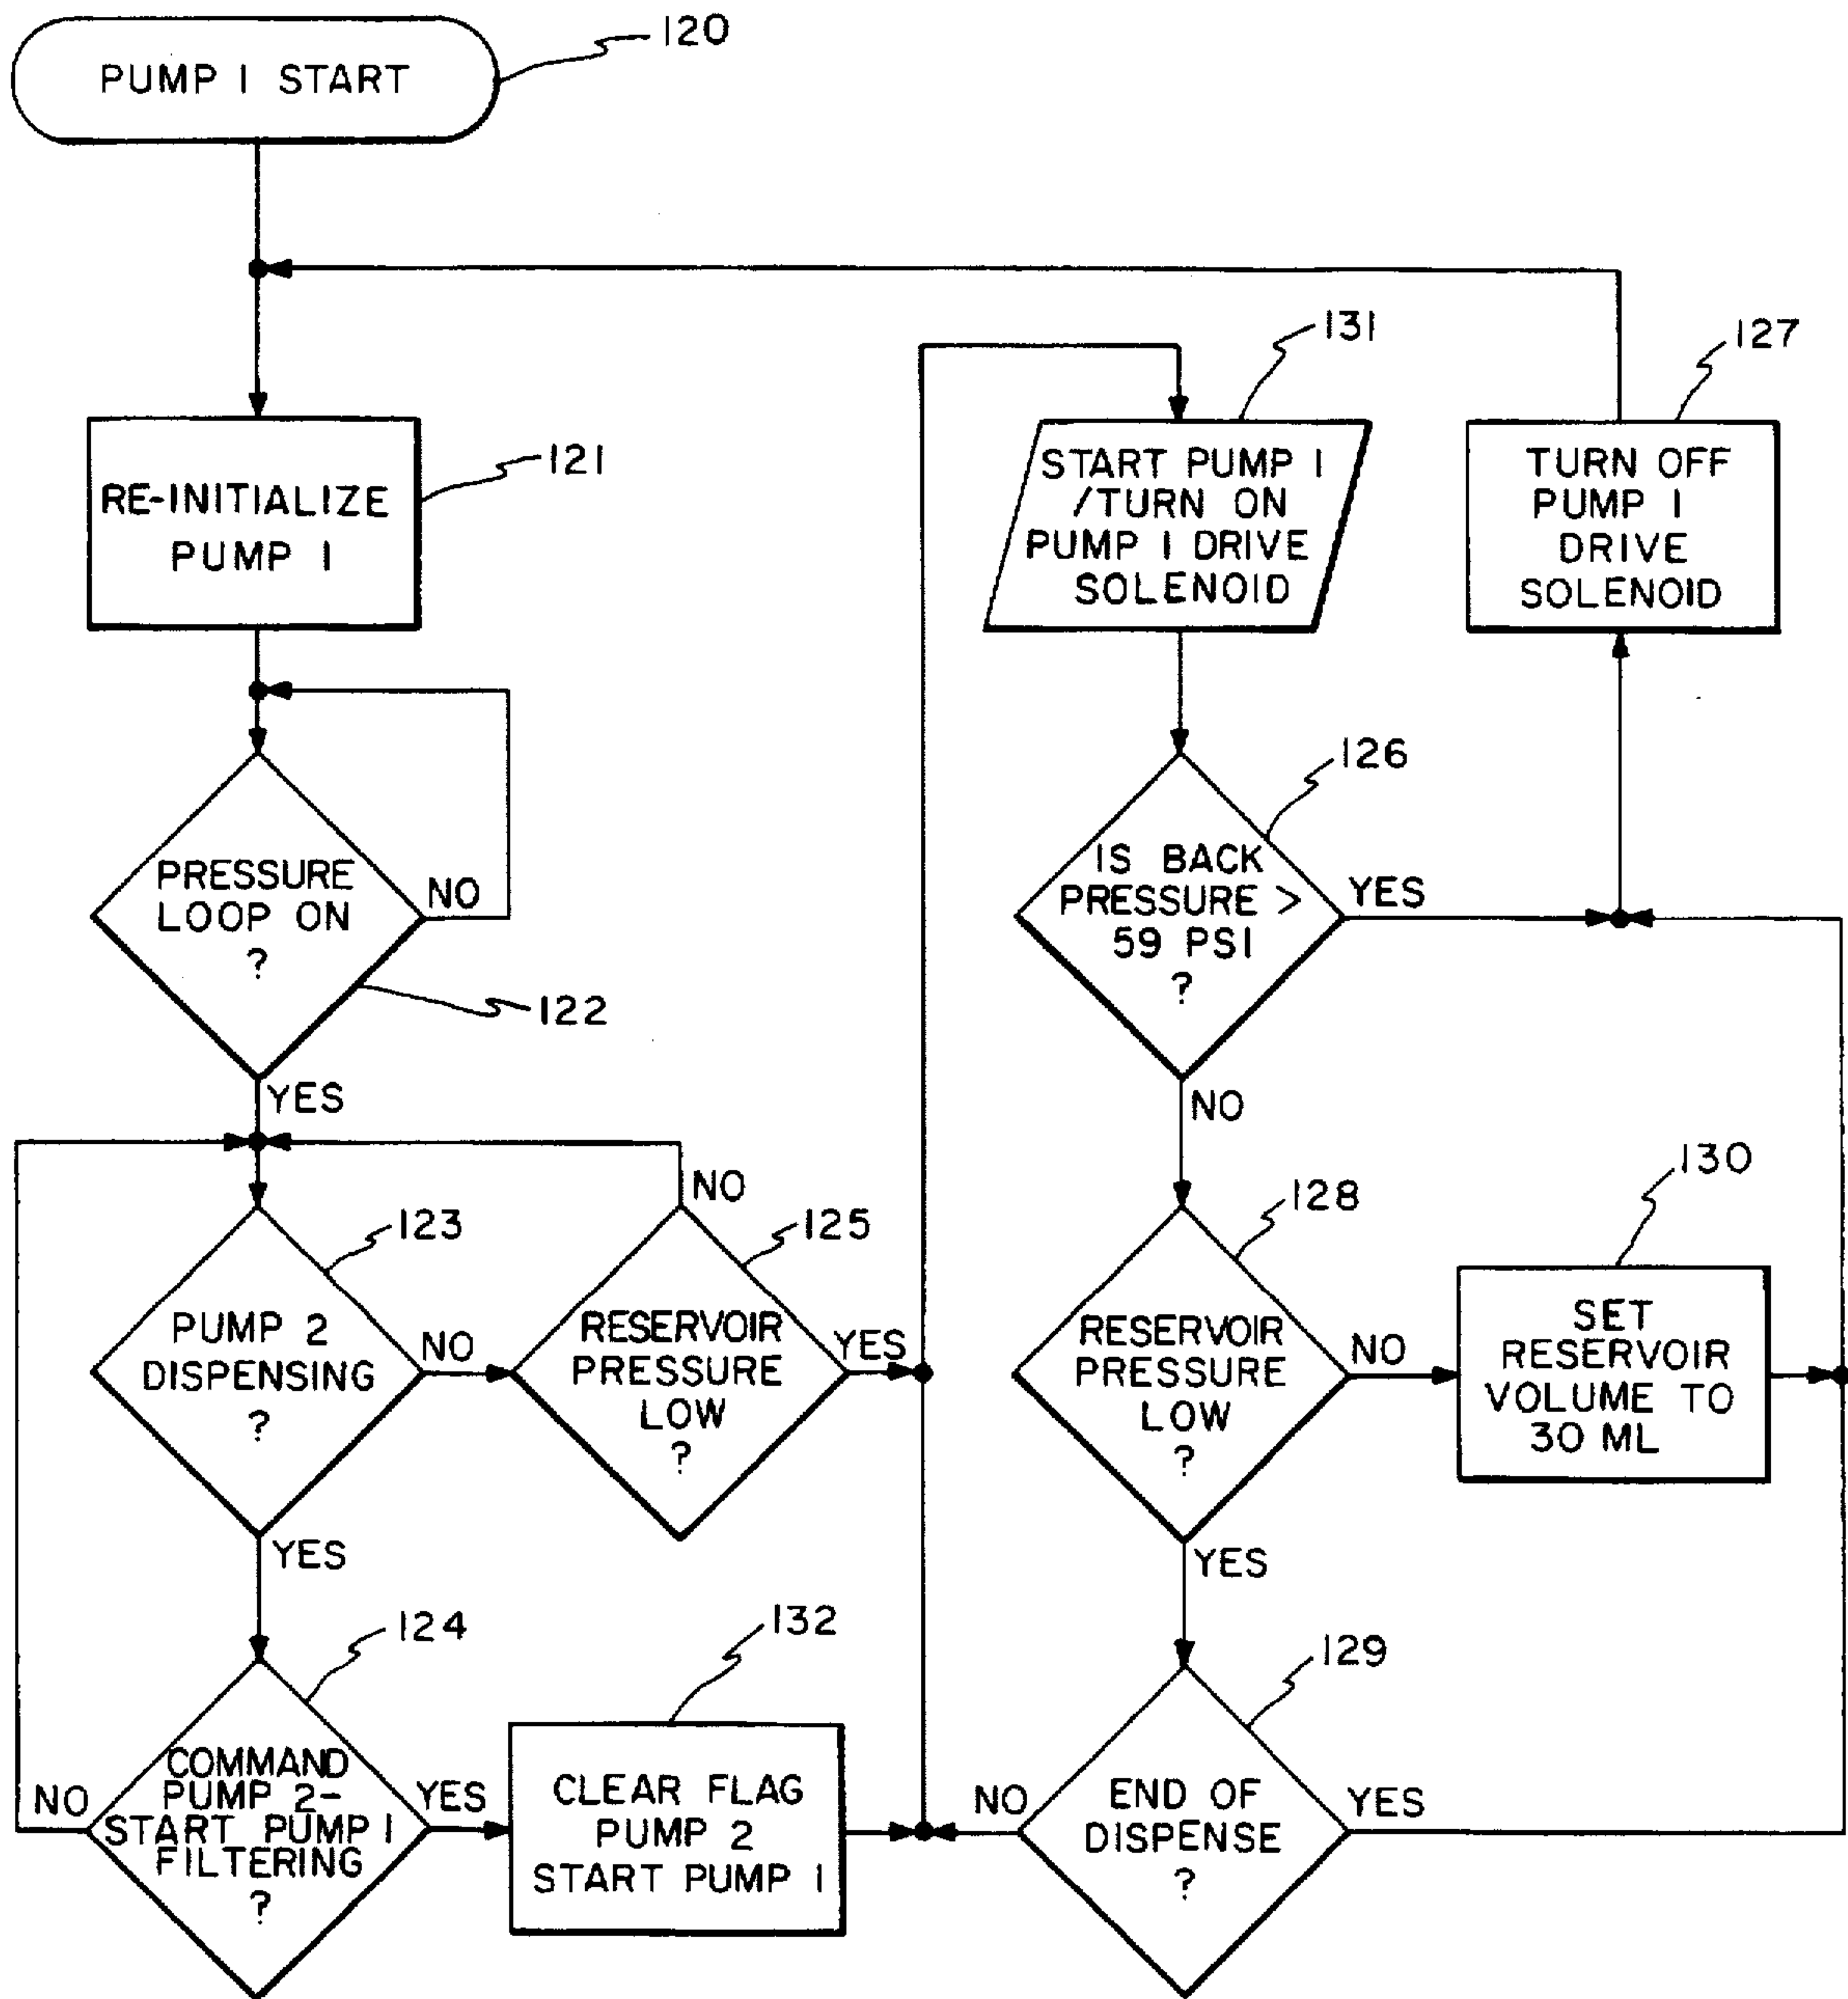 PUMP 1 START
120
RE-INITIALIZE
PUMP 1
121
PRESSURE
LOOP ON
?
NO
122
YES
PUMP 2
DISPENSING
?
123
NO
YES
RESERVOIR
PRESSURE
LOW
?
125
NO
YES
COMMAND
PUMP 2-
START PUMP 1
FILTERING
?
124
NO
YES
CLEAR FLAG
PUMP 2
START PUMP 1
132
START PUMP 1
/TURN ON
PUMP 1 DRIVE
SOLENOID
131
TURN OFF
PUMP 1
DRIVE
SOLENOID
127
IS BACK
PRESSURE >
59 PSI
?
126
YES
NO
RESERVOIR
PRESSURE
LOW
?
128
NO
YES
SET
RESERVOIR
VOLUME TO
30 ML
130
END OF
DISPENSE
?
129
NO
YES